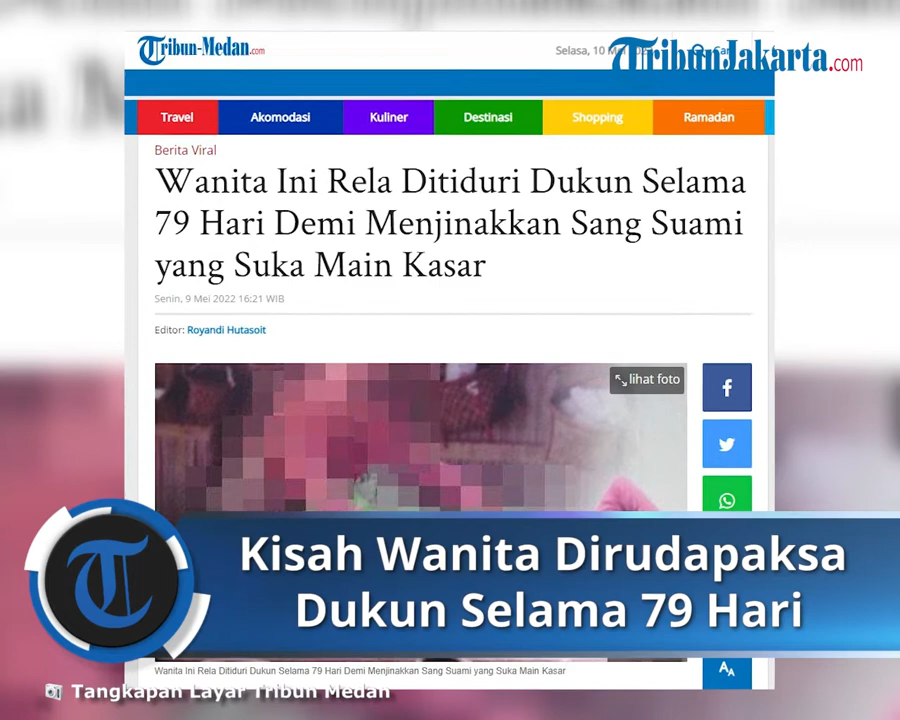 Tribun-Medan.com
Selasa, 10
TribunJakarta.com
Travel
Akomodasi
Kuliner
Destinasi
Shopping
Ramadan
Berita Viral
Wanita Ini Rela Ditiduri Dukun Selama
79 Hari Demi Menjinakkan Sang Suami
yang Suka Main Kasar
Senin, 9 Mei 2022 16:21 WIB
Editor: Royandi Hutasoit
lihat foto
Kisah Wanita Dirudapaksa
Dukun Selama 79 Hari
Wanita Ini Rela Ditiduri Dukun Selama 79 Hari Demi Menjinakkan Sang Suami yang Suka Main Kasar
AA
Tangkapan Layar Tribun Medan